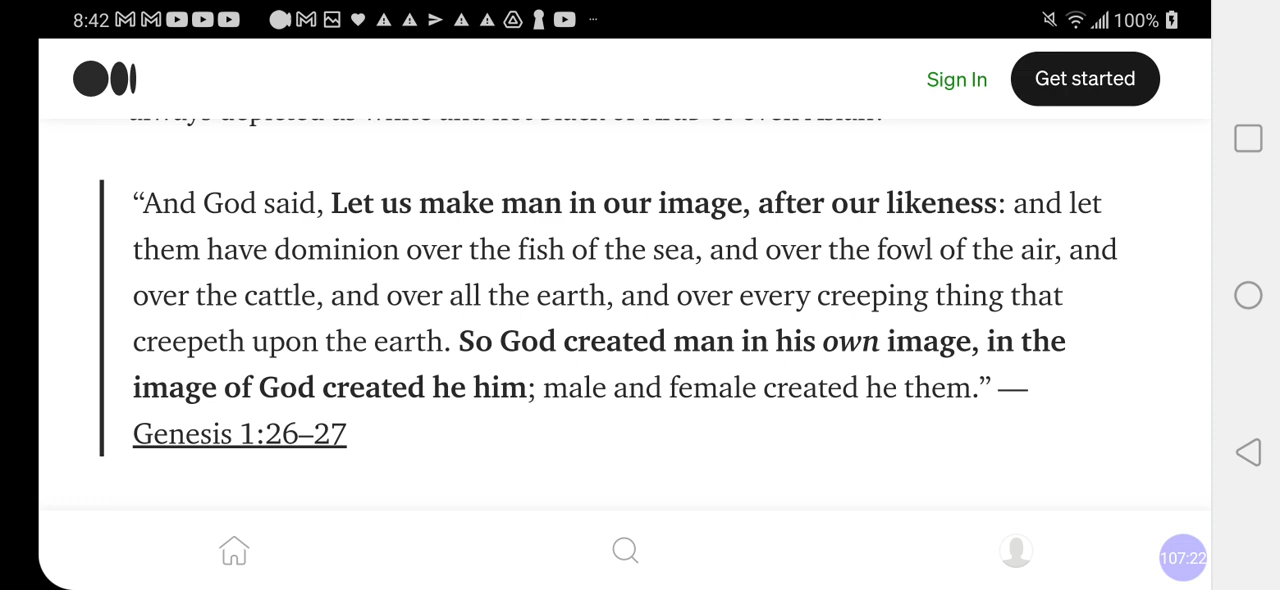 8:42
100%
Sign In
Get started
“And God said, Let us make man in our image, after our likeness: and let
them have dominion over the fish of the sea, and over the fowl of the air, and
over the cattle, and over all the earth, and over every creeping thing that
creepeth upon the earth. So God created man in his own image, in the
image of God created he him; male and female created he them.” —
Genesis 1:26–27
107:22